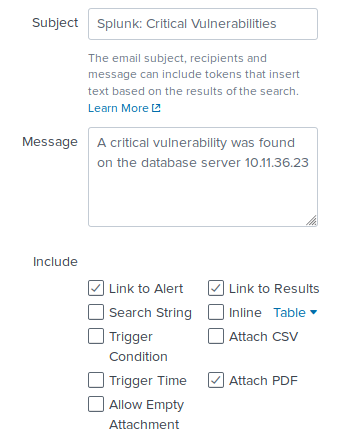 Subject
Splunk: Critical Vulnerabilities
The email subject, recipients and
message can include tokens that insert
text based on the results of the search.
Learn More
Message
A critical vulnerability was found
on the database server 10.11.36.23
Include
Link to Alert
Link to Results
Search String
Inline Table
Trigger
Condition
Attach CSV
Trigger Time
Attach PDF
Allow Empty
Attachment